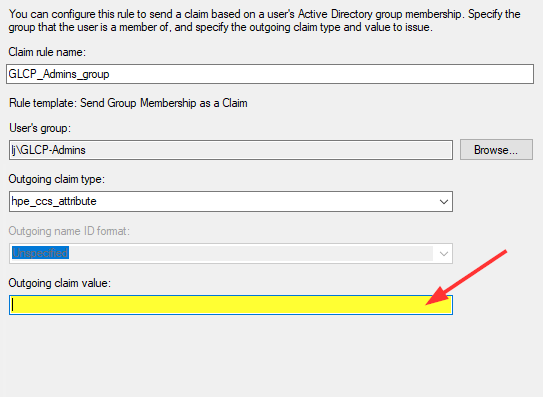 You can configure this rule to send a claim based on a user's Active Directory group membership. Specify the
group that the user is a member of, and specify the outgoing claim type and value to issue.
Claim rule name:
GLCP_Admins_group
Rule template: Send Group Membership as a Claim
User's group:
lj\GLCP-Admins
Browse...
Outgoing claim type:
hpe_ccs_attribute
Outgoing name ID format:
Unspecified
Outgoing claim value: